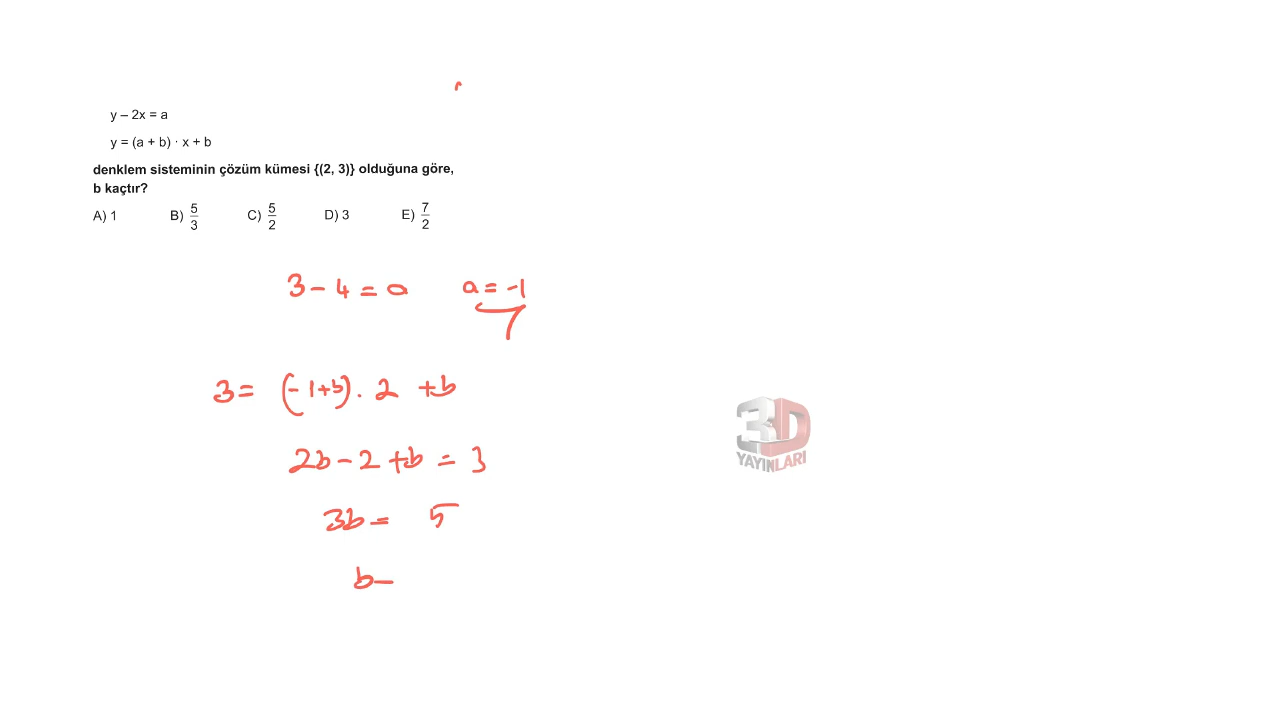 y – 2x = a
y = (a + b) · x + b
denklem sisteminin çözüm kümesi {(2, 3)} olduğuna göre,
b kaçtır?
A) 1 B) 5/3 C) 5/2 D) 3 E) 7/2
3 - 4 = a a = -1
3 = (-1+b) . 2 +b
2b - 2 + b = 3
3b = 5
b
3D
YAYINLARI